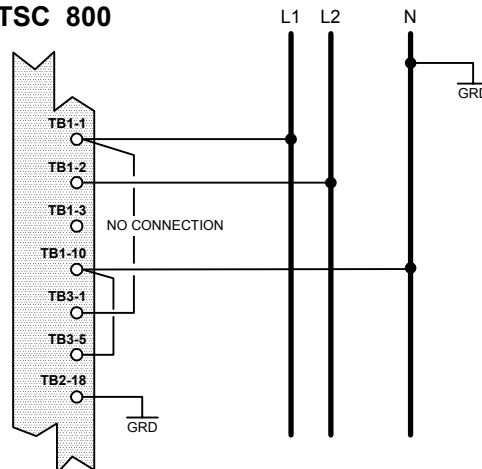 TSC 800
L1 L2 N
GRD
TB1-1
TB1-2
TB1-3
NO CONNECTION
TB1-10
TB3-1
TB3-5
TB2-18
GRD